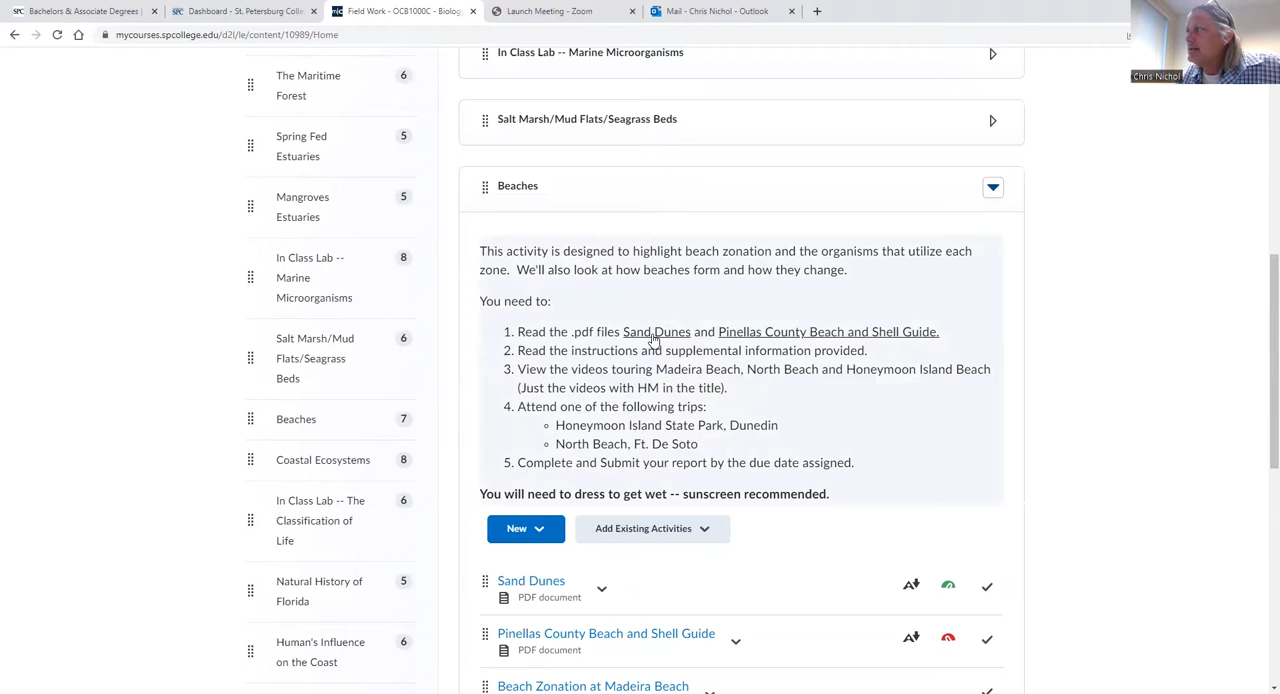 Bachelors & Associate Degrees |
Dashboard - St. Petersburg Colle
Field Work - OCB1000C - Biolog
Launch Meeting - Zoom
Mail - Chris Nichol - Outlook
mycourses.spcollege.edu/d2l/le/content/10989/Home
Chris Nichol
The Maritime 6
Forest
Spring Fed 5
Estuaries
Mangroves 5
Estuaries
In Class Lab -- 8
Marine
Microorganisms
Salt Marsh/Mud 6
Flats/Seagrass
Beds
Beaches 7
Coastal Ecosystems 8
In Class Lab -- The 6
Classification of
Life
Natural History of 5
Florida
Human's Influence 6
on the Coast
In Class Lab -- Marine Microorganisms
Salt Marsh/Mud Flats/Seagrass Beds
Beaches
This activity is designed to highlight beach zonation and the organisms that utilize each
zone. We'll also look at how beaches form and how they change.
You need to:
1. Read the .pdf files Sand Dunes and Pinellas County Beach and Shell Guide.
2. Read the instructions and supplemental information provided.
3. View the videos touring Madeira Beach, North Beach and Honeymoon Island Beach
(Just the videos with HM in the title).
4. Attend one of the following trips:
Honeymoon Island State Park, Dunedin
North Beach, Ft. De Soto
5. Complete and Submit your report by the due date assigned.
You will need to dress to get wet -- sunscreen recommended.
New
Add Existing Activities
Sand Dunes
PDF document
Pinellas County Beach and Shell Guide
PDF document
Beach Zonation at Madeira Beach